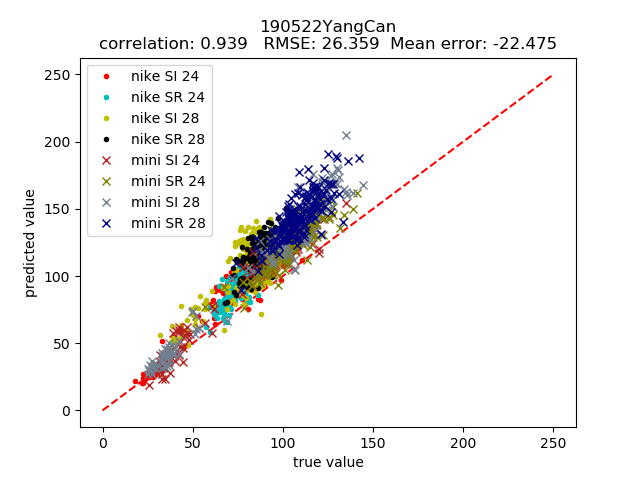 190522YangCan
correlation: 0.939   RMSE: 26.359  Mean error: -22.475
250
200
150
100
50
0
predicted value
nike SI 24
nike SR 24
nike SI 28
nike SR 28
mini SI 24
mini SR 24
mini SI 28
mini SR 28
0 50 100 150 200 250
true value